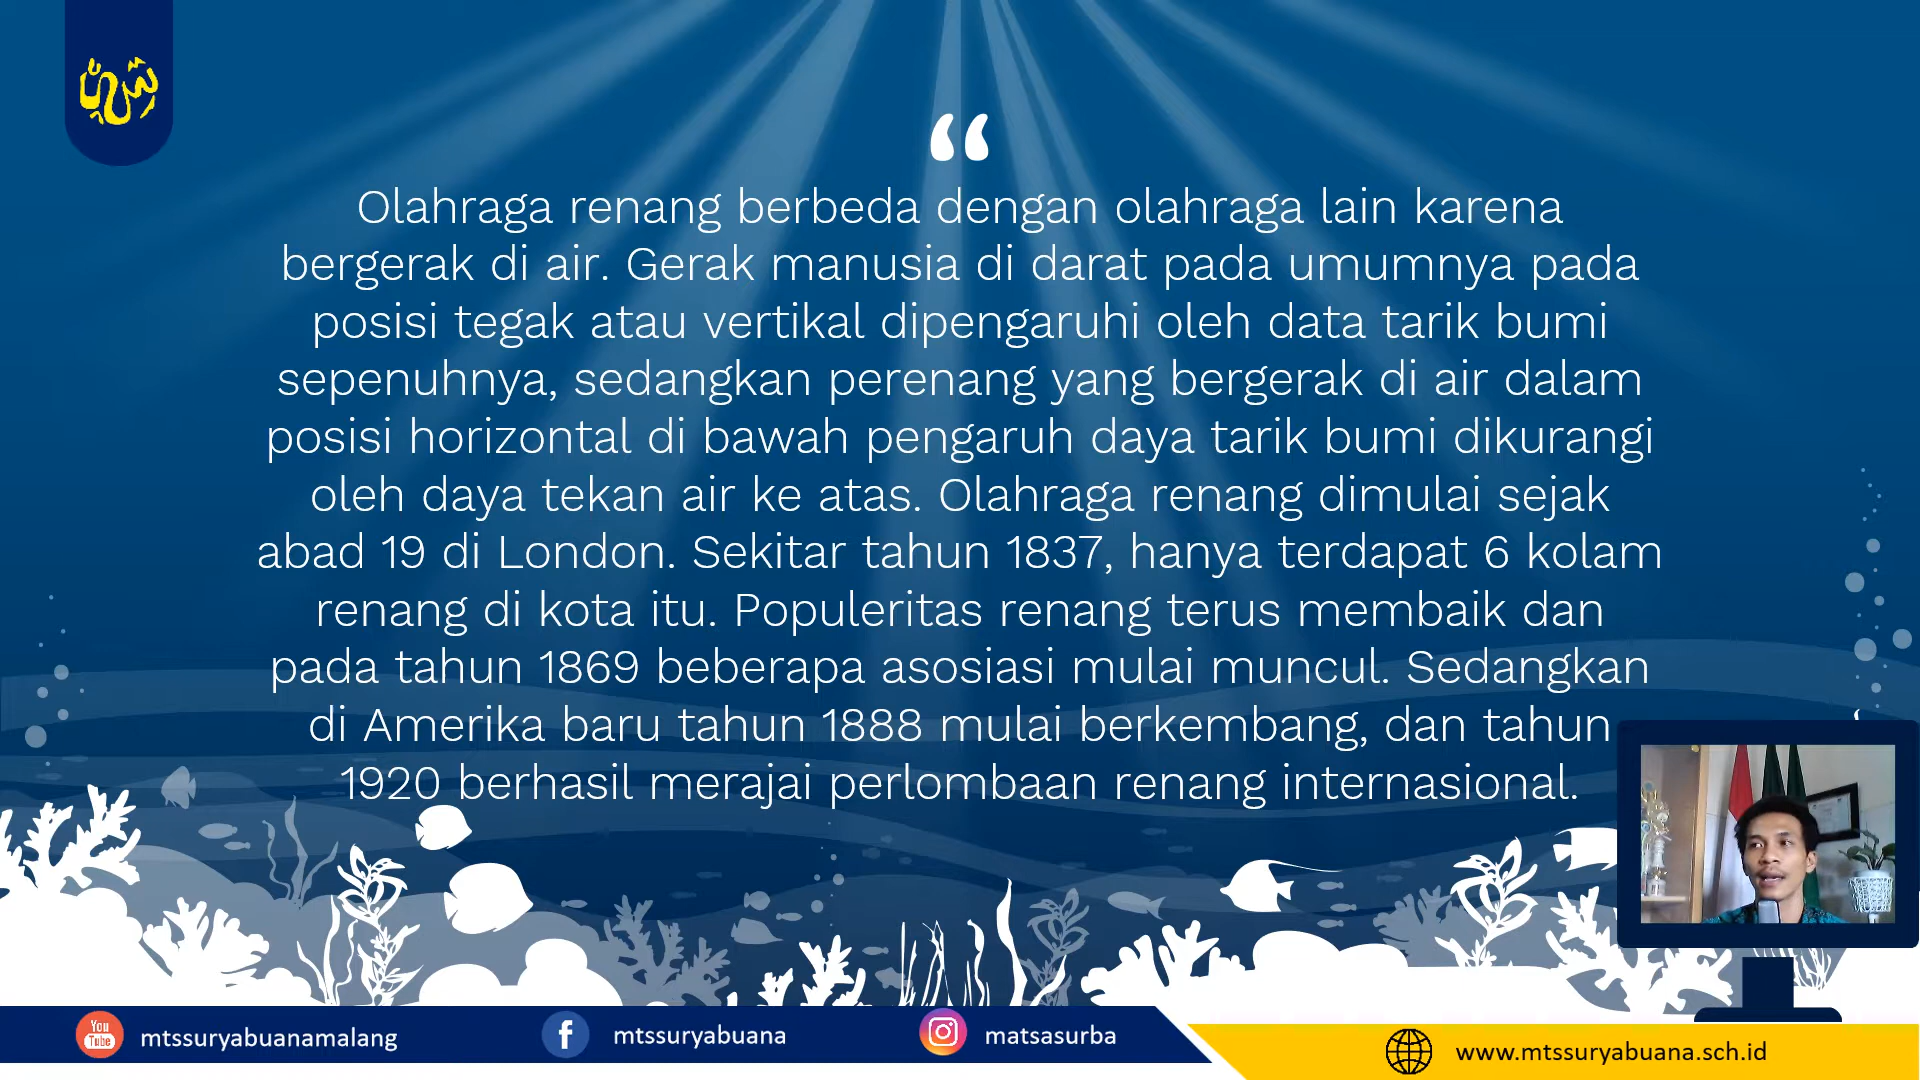 “
Olahraga renang berbeda dengan olahraga lain karena
bergerak di air. Gerak manusia di darat pada umumnya pada
posisi tegak atau vertikal dipengaruhi oleh data tarik bumi
sepenuhnya, sedangkan perenang yang bergerak di air dalam
posisi horizontal di bawah pengaruh daya tarik bumi dikurangi
oleh daya tekan air ke atas. Olahraga renang dimulai sejak
abad 19 di London. Sekitar tahun 1837, hanya terdapat 6 kolam
renang di kota itu. Populeritas renang terus membaik dan
pada tahun 1869 beberapa asosiasi mulai muncul. Sedangkan
di Amerika baru tahun 1888 mulai berkembang, dan tahun
1920 berhasil merajai perlombaan renang internasional.
You
Tube
mtssuryabuanamalang
mtssuryabuana
matsasurba
www.mtssuryabuana.sch.id